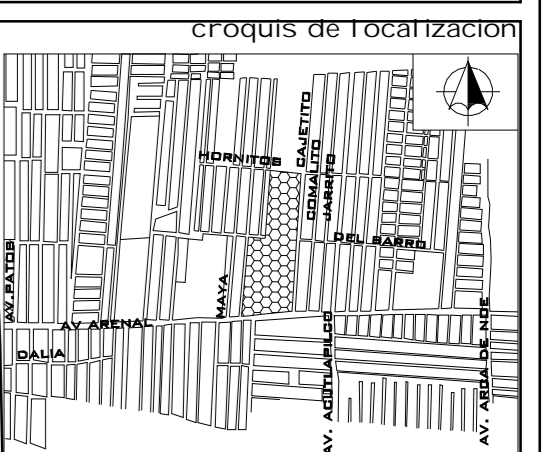 croquis de localizacion
HORNITOS
CAJETITO
COMALITO
JARRITO
DEL BARRO
AV.PATOS
MAYA
AV ARENAL
DALIA
AV. ACUTLAPILCO
AV. ARCA DE NOE